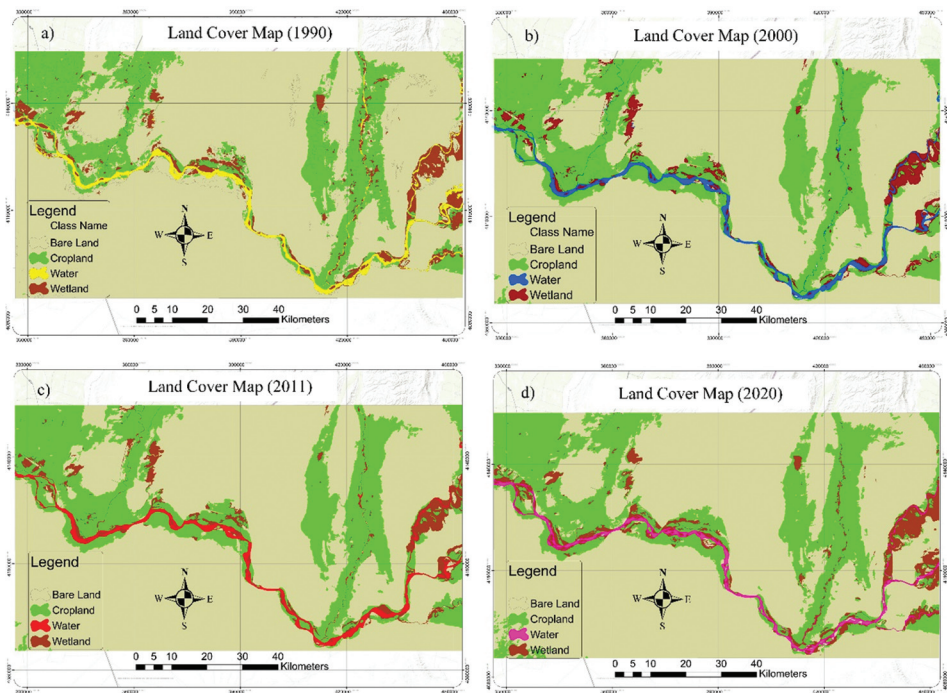 a)
Land Cover Map (1990)
Legend
Class Name
Bare Land
Cropland
Water
Wetland
N
W E
S
0 5 10 20 30 40
Kilometers
b)
Land Cover Map (2000)
Legend
Class Name
Bare Land
Cropland
Water
Wetland
N
W E
S
0 5 10 20 30 40
Kilometers
c)
Land Cover Map (2011)
Legend
Bare Land
Cropland
Water
Wetland
N
W E
S
0 5 10 20 30 40
Kilometers
d)
Land Cover Map (2020)
Legend
Bare Land
Cropland
Water
Wetland
N
W E
S
0 5 10 20 30 40
Kilometers